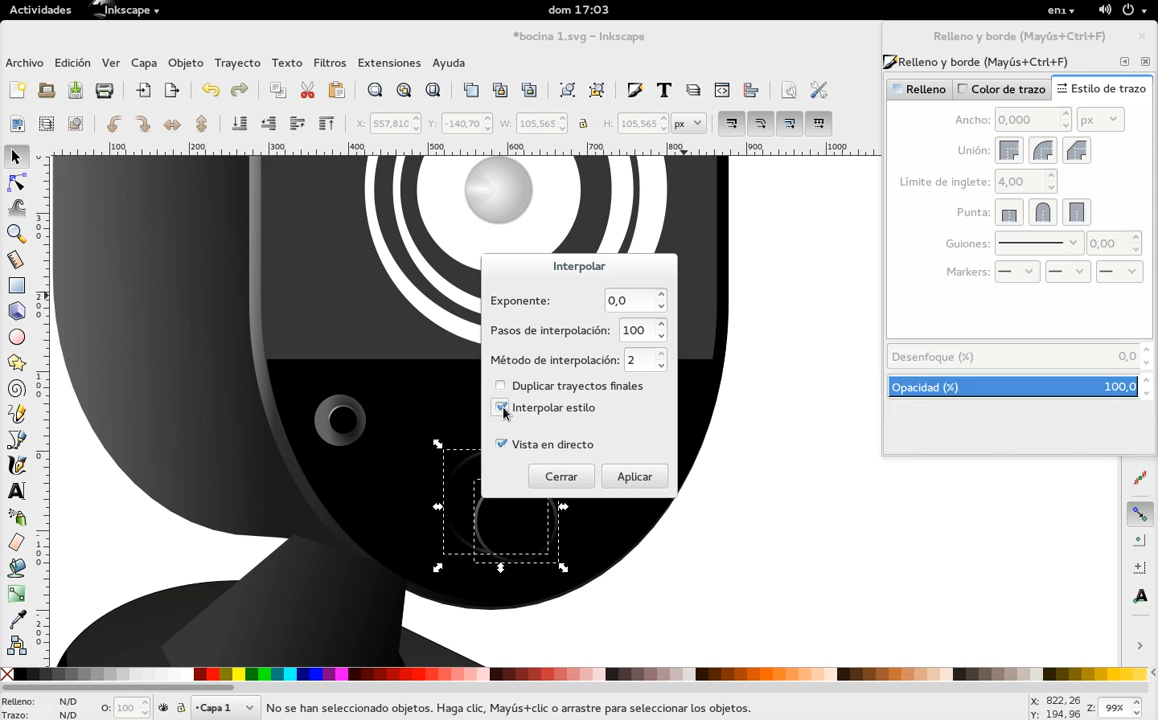 Actividades
Inkscape
dom 17:03
en1
*bocina 1.svg – Inkscape
Relleno y borde (Mayús+Ctrl+F)
Archivo Edición Ver Capa Objeto Trayecto Texto Filtros Extensiones Ayuda
Relleno y borde (Mayús+Ctrl+F)
Relleno Color de trazo Estilo de trazo
X: 557,810 Y: -140,70 W: 105,565 H: 105,565 px
Ancho: 0,000 px
100 200 300 400 500 600 700 800 900 1000
Unión:
Límite de inglete: 4,00
Punta:
Guiones: 0,00
Markers:
Interpolar
Exponente: 0,0
Pasos de interpolación: 100
Método de interpolación: 2
Duplicar trayectos finales
Interpolar estilo
Vista en directo
Cerrar Aplicar
Desenfoque (%) 0,0
Opacidad (%) 100,0
Relleno: N/D
Trazo: N/D
O: 100
•Capa 1
No se han seleccionado objetos. Haga clic, Mayús+clic o arrastre para seleccionar los objetos.
X: 822,26
Y: 194,96
Z: 99%